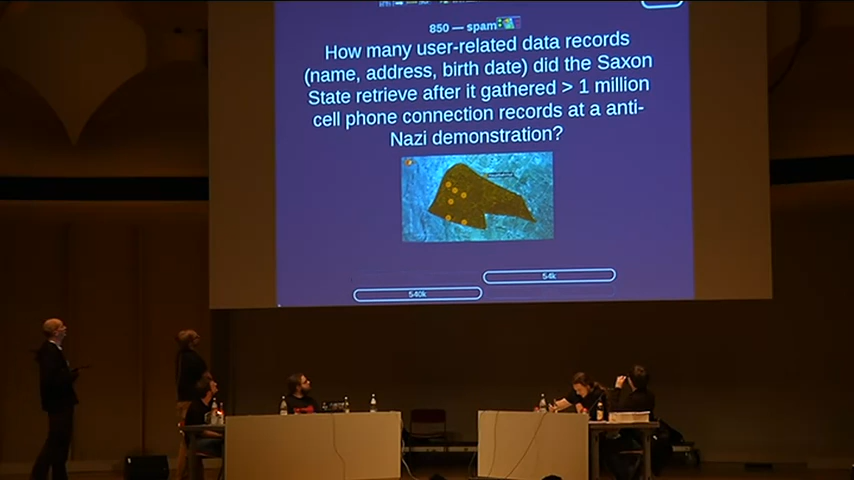 850 — spam
How many user-related data records
(name, address, birth date) did the Saxon
State retrieve after it gathered > 1 million
cell phone connection records at a anti-
Nazi demonstration?
54k
540k